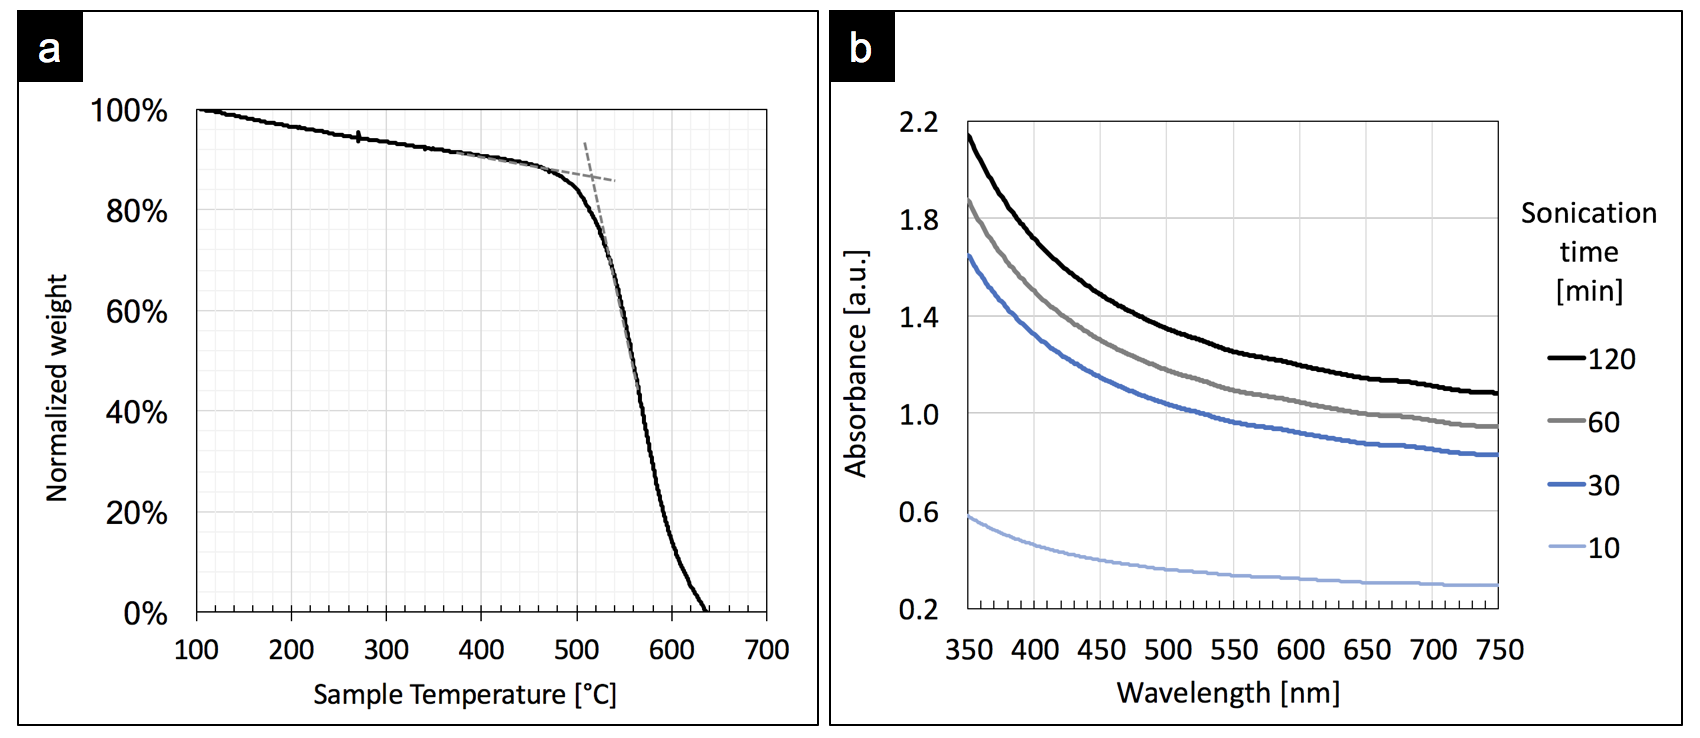 a
100%
80%
60%
40%
20%
0%
Normalized weight
100 200 300 400 500 600 700
Sample Temperature [°C]
b
2.2
1.8
1.4
1.0
0.6
0.2
Absorbance [a.u.]
350 400 450 500 550 600 650 700 750
Wavelength [nm]
Sonication
time
[min]
120
60
30
10